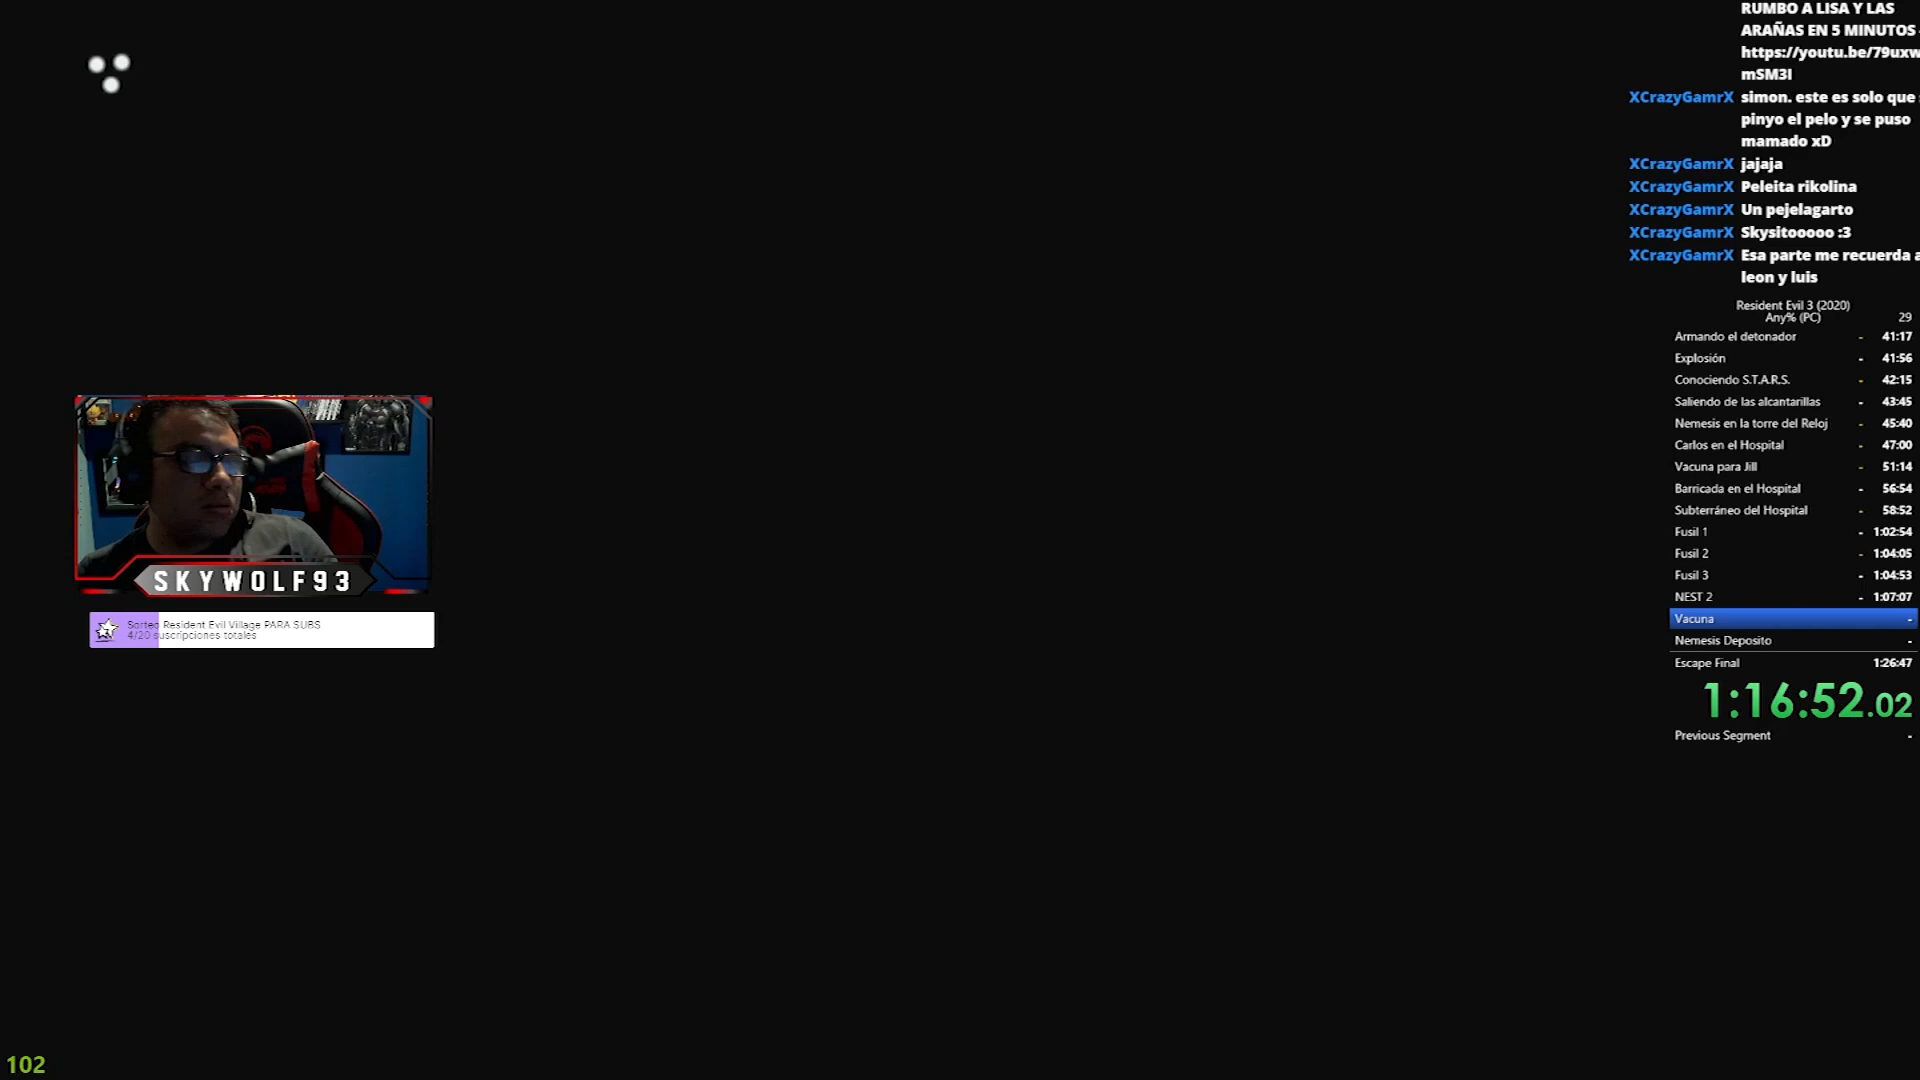 RUMBO A LISA Y LAS
ARAÑAS EN 5 MINUTOS
https://youtu.be/79uxw
mSM3I
XCrazyGamrX simon. este es solo que
pinyo el pelo y se puso
mamado xD
XCrazyGamrX jajaja
XCrazyGamrX Peleita rikolina
XCrazyGamrX Un pejelagarto
XCrazyGamrX Skysitooooo :3
XCrazyGamrX Esa parte me recuerda a
leon y luis
Resident Evil 3 (2020)
Any% (PC) 29
Armando el detonador - 41:17
Explosión - 41:56
Conociendo S.T.A.R.S. - 42:15
Saliendo de las alcantarillas - 43:45
Nemesis en la torre del Reloj - 45:40
Carlos en el Hospital - 47:00
Vacuna para Jill - 51:14
Barricada en el Hospital - 56:54
Subterráneo del Hospital - 58:52
Fusil 1 - 1:02:54
Fusil 2 - 1:04:05
Fusil 3 - 1:04:53
NEST 2 - 1:07:07
Vacuna -
Nemesis Deposito -
Escape Final 1:26:47
1:16:52.02
Previous Segment -
SKYWOLF93
Sorteo Resident Evil Village PARA SUBS
4/20 suscripciones totales
102